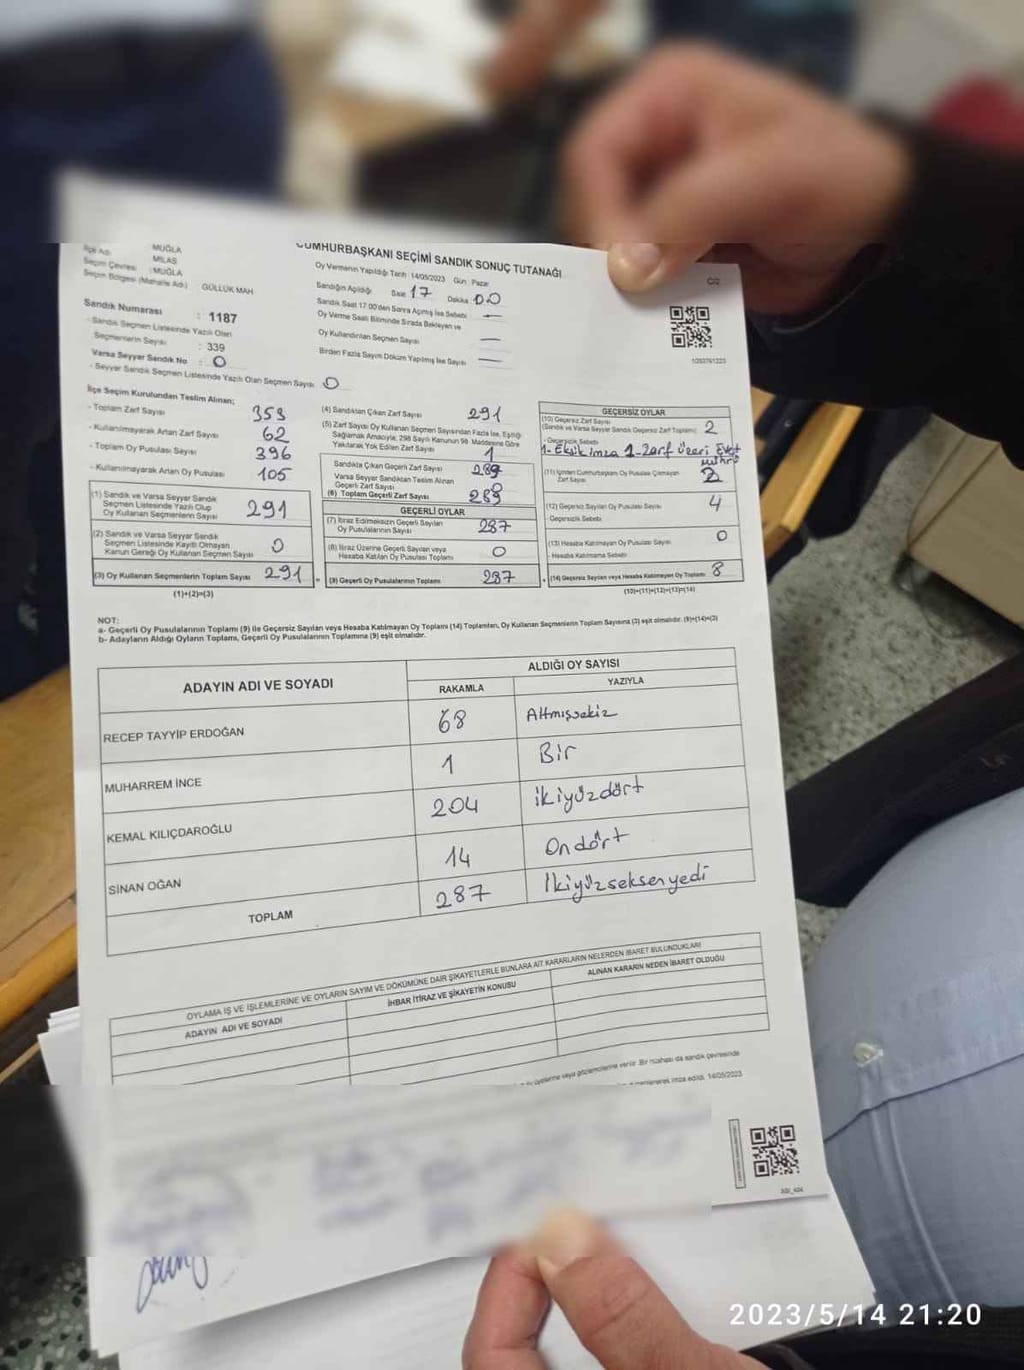 CUMHURBAŞKANI SEÇİMİ SANDIK SONUÇ TUTANAĞI
C/2
İlçe Adı
MUĞLA
MİLAS
Seçim Çevresi : MUĞLA
Seçim Bölgesi (Mahalle Adı) GÜLLÜK MAH
Sandık Numarası : 1187
- Sandık Seçmen Listesinde Yazılı Olan
Seçmenlerin Sayısı : 339
Varsa Seyyar Sandık No : 0
- Seyyar Sandık Seçmen Listesinde Yazılı Olan Seçmen Sayısı : 0
Oy Vermenin Yapıldığı Tarih :14/05/2023 Gün : Pazar
Sandığın Açıldığı Saat 17 Dakika 00
Sandık Saat 17:00'den Sonra Açılmış İse Sebebi —
Oy Verme Saati Bitiminde Sırada Bekleyen ve
Oy Kullandırılan Seçmen Sayısı —
Birden Fazla Sayım Döküm Yapılmış İse Sayısı —
İlçe Seçim Kurulundan Teslim Alınan;
- Toplam Zarf Sayısı 353
- Kullanılmayarak Artan Zarf Sayısı 62
- Toplam Oy Pusulası Sayısı 396
- Kullanılmayarak Artan Oy Pusulası 105
(1) Sandık ve Varsa Seyyar Sandık
Seçmen Listesinde Yazılı Olup
Oy Kullanan Seçmenlerin Sayısı 291
(2) Sandık ve Varsa Seyyar Sandık
Seçmen Listesinde Kayıtlı Olmayan
Kanun Gereği Oy Kullanan Seçmen Sayısı 0
(3) Oy Kullanan Seçmenlerin Toplam Sayısı 291
(1)+(2)=(3)
(4) Sandıktan Çıkan Zarf Sayısı 291
(5) Zarf Sayısı Oy Kullanan Seçmen Sayısından Fazla İse, Eşitliği
Sağlamak Amacıyla; 298 Sayılı Kanunun 98. Maddesine Göre
Yakılarak Yok Edilen Zarf Sayısı 1
Sandıkta Çıkan Geçerli Zarf Sayısı 289
Varsa Seyyar Sandıktan Teslim Alınan
Geçerli Zarf Sayısı 0
(6) Toplam Geçerli Zarf Sayısı 289
GEÇERLİ OYLAR
(7) İtiraz Edilmeksizin Geçerli Sayılan
Oy Pusulalarının Sayısı 287
(8) İtiraz Üzerine Geçerli Sayılan veya
Hesaba Katılan Oy Pusulası Toplamı 0
(9) Geçerli Oy Pusulalarının Toplamı 287
GEÇERSİZ OYLAR
(10) Geçersiz Zarf Sayısı
(Sandık ve Varsa Seyyar Sandık Geçersiz Zarf Toplamı) 2
- Geçersizlik Sebebi
1- Eksik imza 1- Zarf üzeri Evet
mührü
(11) İçinden Cumhurbaşkanı Oy Pusulası Çıkmayan
Zarf Sayısı 2
(12) Geçersiz Sayılan Oy Pusulası Sayısı 4
- Geçersizlik Sebebi
(13) Hesaba Katılmayan Oy Pusulası Sayısı 0
- Hesaba Katılmama Sebebi
(14) Geçersiz Sayılan veya Hesaba Katılmayan Oy Toplamı 8
(10)+(11)+(12)+(13)=(14)
NOT:
a- Geçerli Oy Pusulalarının Toplamı (9) ile Geçersiz Sayılan veya Hesaba Katılmayan Oy Toplamı (14) Toplamları, Oy Kullanan Seçmenlerin Toplam Sayısına (3) eşit olmalıdır. (9)+(14)=(3)
b- Adayların Aldığı Oyların Toplamı, Geçerli Oy Pusulalarının Toplamına (9) eşit olmalıdır.
ADAYIN ADI VE SOYADI
ALDIĞI OY SAYISI
RAKAMLA YAZIYLA
RECEP TAYYİP ERDOĞAN 68 Altmışsekiz
MUHARREM İNCE 1 Bir
KEMAL KILIÇDAROĞLU 204 ikiyüzdört
SİNAN OĞAN 14 Ondört
TOPLAM 287 İkiyüzseksenyedi
OYLAMA İŞ VE İŞLEMLERİNE VE OYLARIN SAYIM VE DÖKÜMÜNE DAİR ŞİKAYETLERLE BUNLARA AİT KARARLARIN NELERDEN İBARET BULUNDUKLARI
ADAYIN ADI VE SOYADI İHBAR İTİRAZ VE ŞİKAYETİN KONUSU ALINAN KARARIN NEDEN İBARET OLDUĞU
üyelerine veya gözlemcilerine verilir. Bir nüshası da sandık çevresinde
imza edildi. 14/05/2023
2023/5/14 21:20